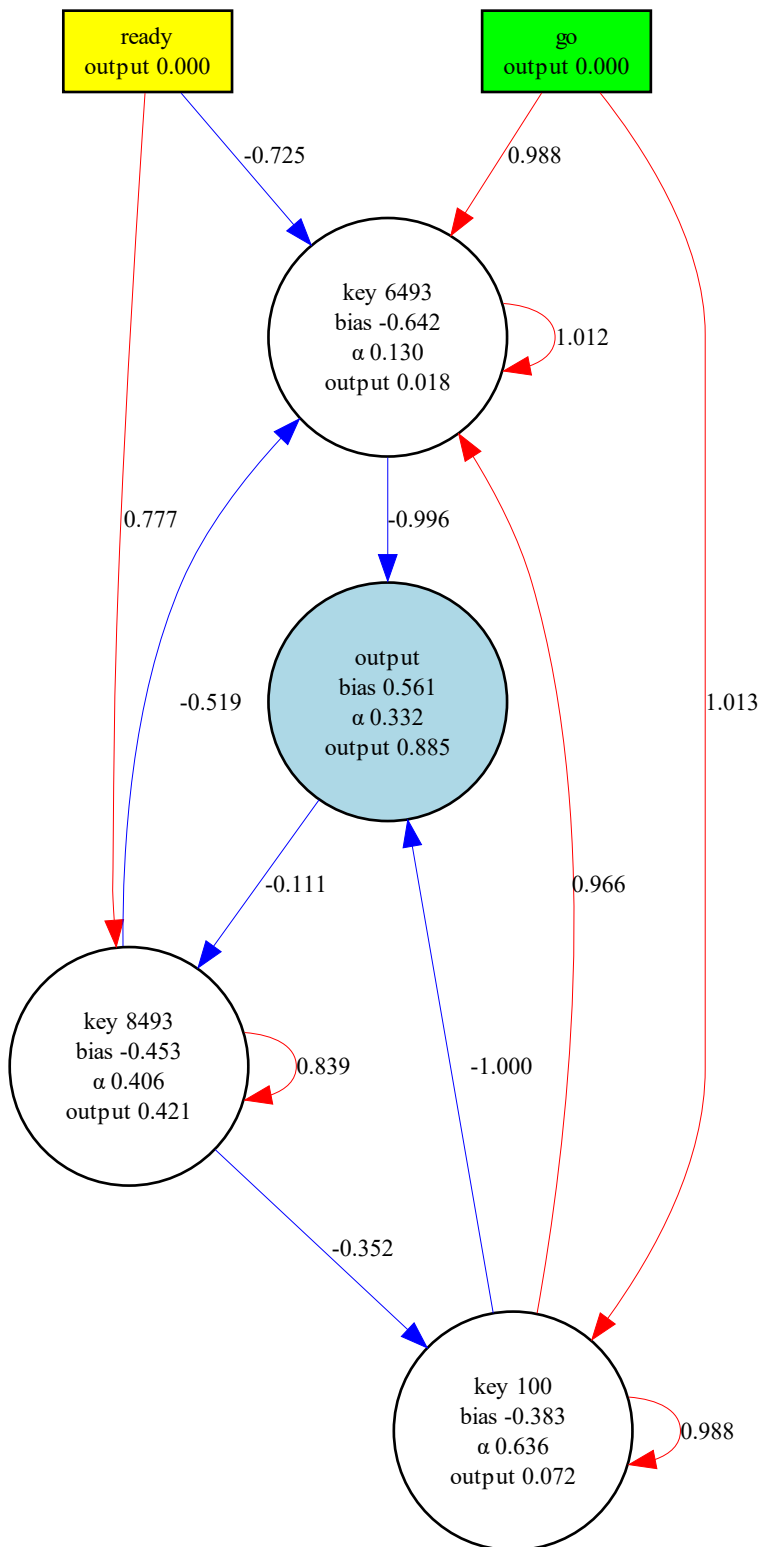 ready
output 0.000
go
output 0.000
-0.725
0.988
key 6493
bias -0.642
α 0.130
output 0.018
1.012
0.777
-0.996
-0.519
output
bias 0.561
α 0.332
output 0.885
1.013
-0.111
0.966
key 8493
bias -0.453
α 0.406
output 0.421
0.839
-1.000
-0.352
key 100
bias -0.383
α 0.636
output 0.072
0.988